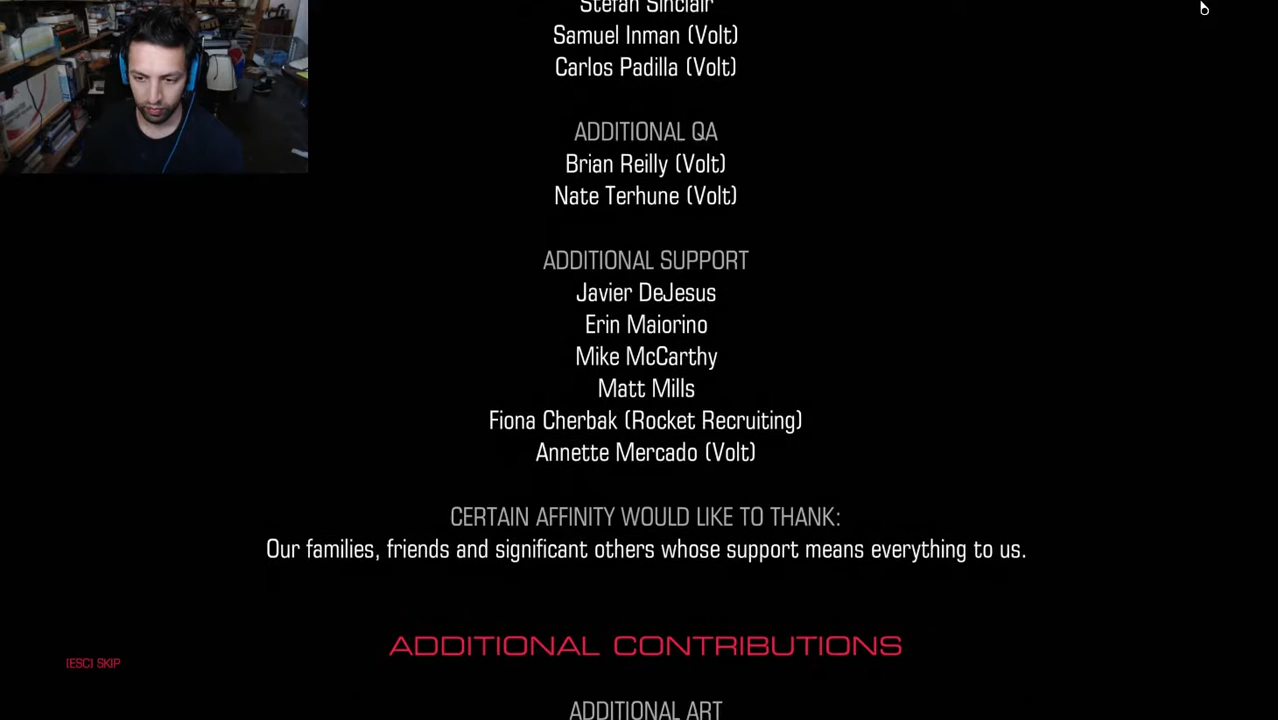 Stefan Sinclair
Samuel Inman (Volt)
Carlos Padilla (Volt)
ADDITIONAL QA
Brian Reilly (Volt)
Nate Terhune (Volt)
ADDITIONAL SUPPORT
Javier DeJesus
Erin Maiorino
Mike McCarthy
Matt Mills
Fiona Cherbak (Rocket Recruiting)
Annette Mercado (Volt)
CERTAIN AFFINITY WOULD LIKE TO THANK:
Our families, friends and significant others whose support means everything to us.
ADDITIONAL CONTRIBUTIONS
[ESC] SKIP
ADDITIONAL ART